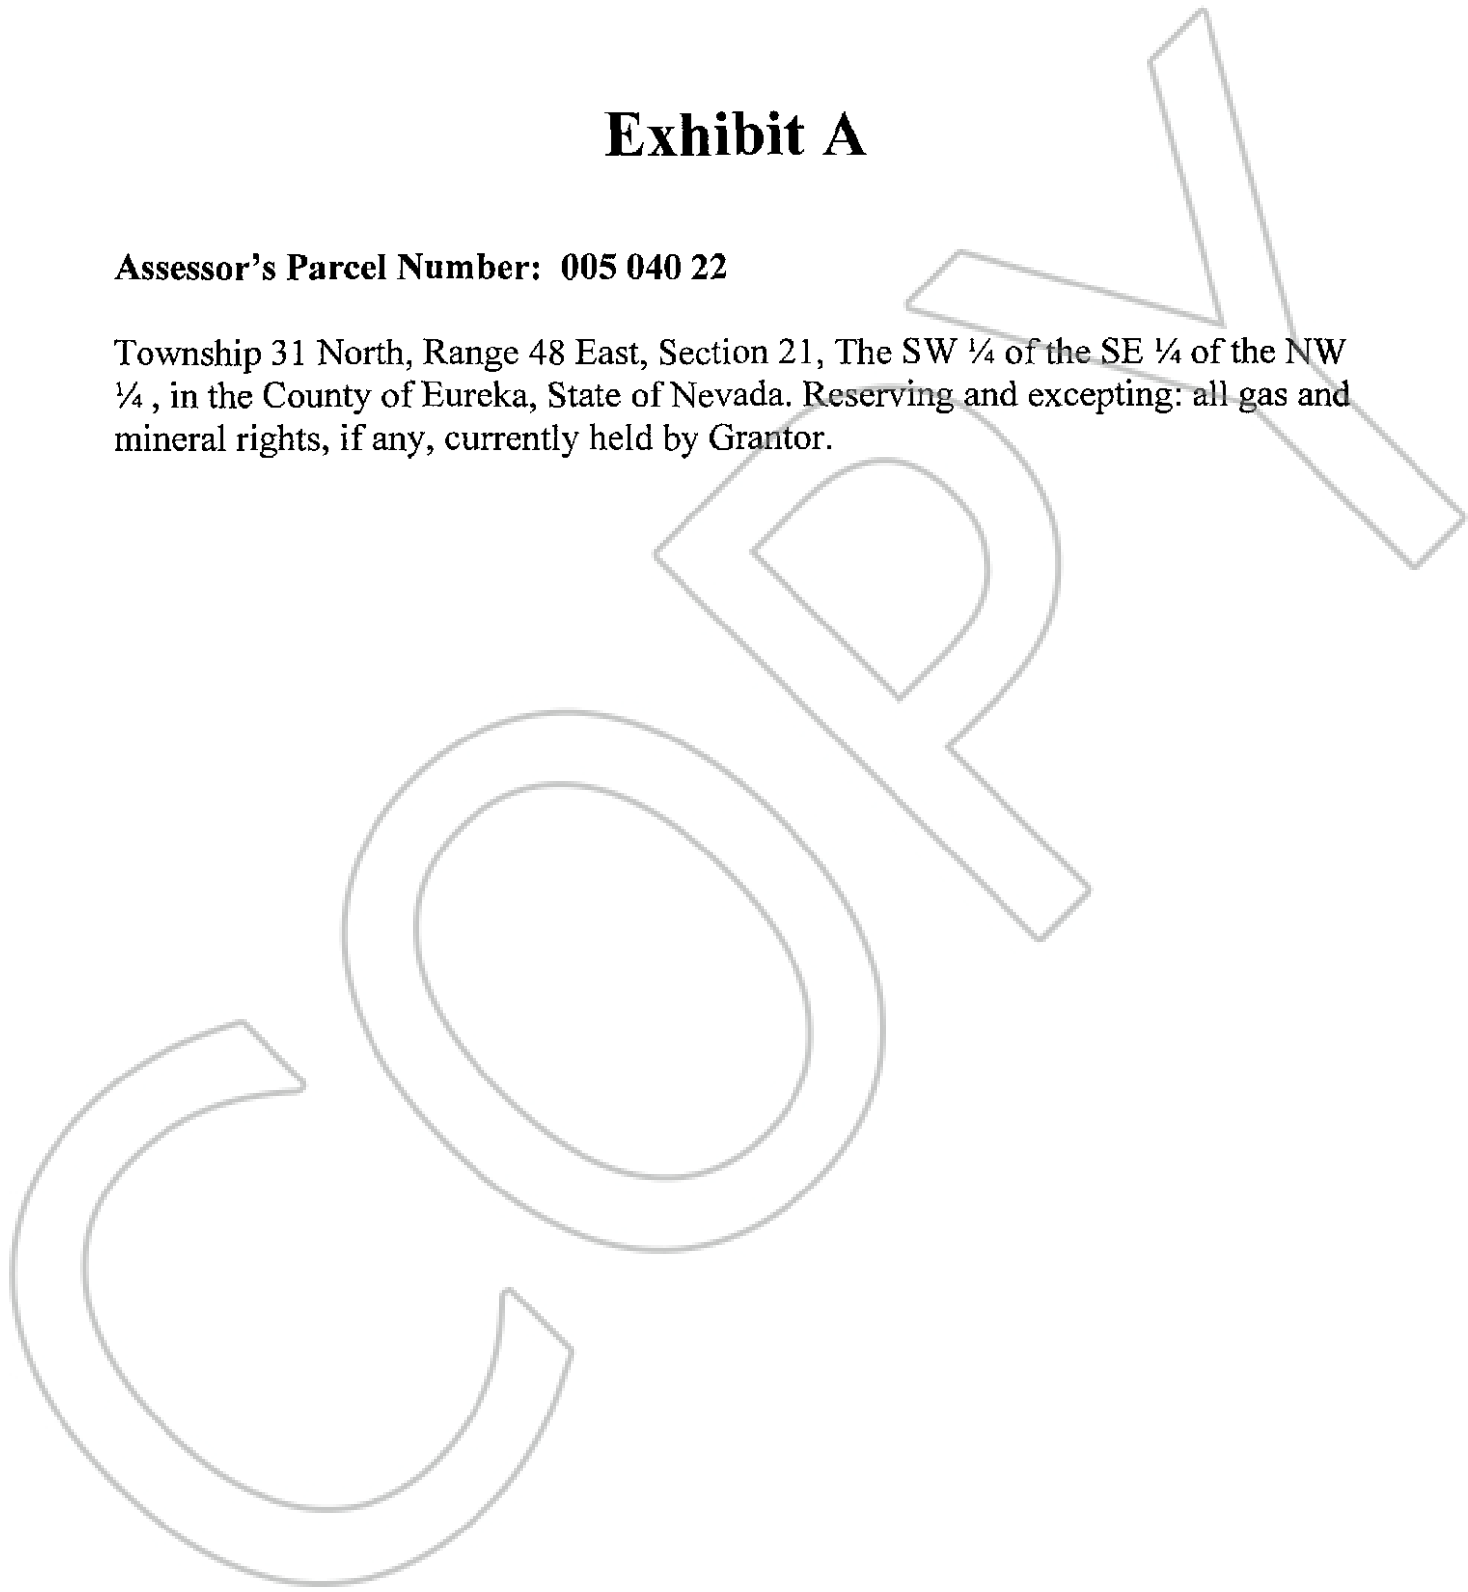 Exhibit A
Assessor's Parcel Number:  005 040 22
Township 31 North, Range 48 East, Section 21, The SW ¼ of the SE ¼ of the NW
¼ , in the County of Eureka, State of Nevada. Reserving and excepting: all gas and
mineral rights, if any, currently held by Grantor.
COPY